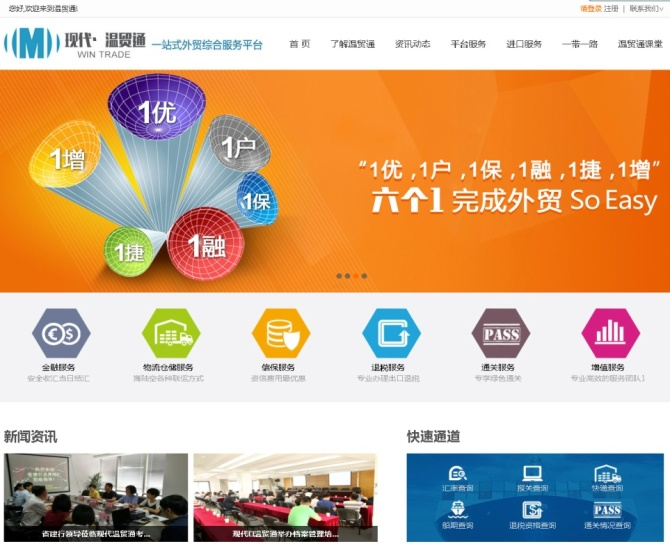 您好,欢迎来到温贸通!
请登录 注册 | 联系我们
M 现代·温贸通
WIN TRADE
一站式外贸综合服务平台
首 页 了解温贸通 资讯动态 平台服务 进口服务 一带一路 温贸通课堂
1优
1增
1户
1保
1捷
1融
“1优,1户,1保,1融,1捷,1增”
六个1 完成外贸 So Easy
PASS
金融服务 物流仓储服务 信保服务 退税服务 通关服务 增值服务
安全收汇当日结汇 海陆空各种联运方式 资信费用最优惠 专业办理出口退税 专享绿色通关 专业高效的服务团队1
新闻资讯
快速通道
省建行领导莅临现代温贸通考...
现代π温贸通举办档案管理培...
汇率查询 报关查询 快递查询
PASS
船期查询 退税资格查询 通关情况查询